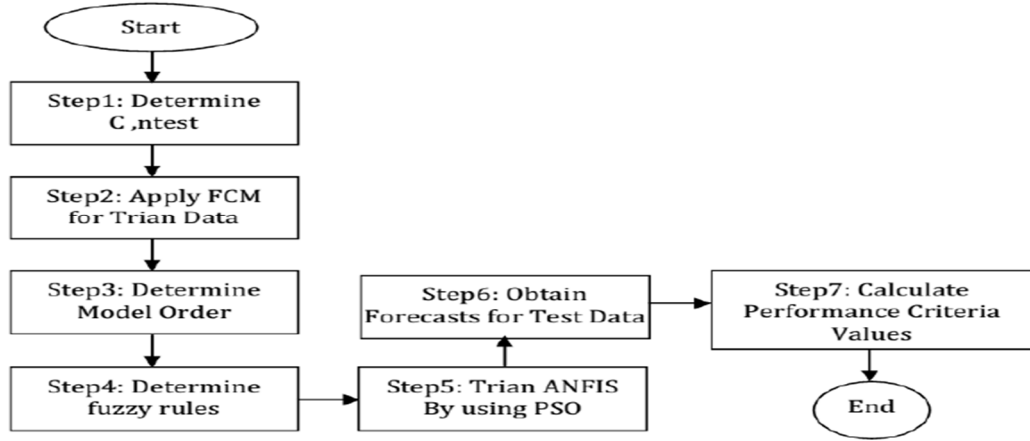 Start
Step1: Determine
C ,ntest
Step2: Apply FCM
for Trian Data
Step3: Determine
Model Order
Step4: Determine
fuzzy rules
Step5: Trian ANFIS
By using PSO
Step6: Obtain
Forecasts for Test Data
Step7: Calculate
Performance Criteria
Values
End